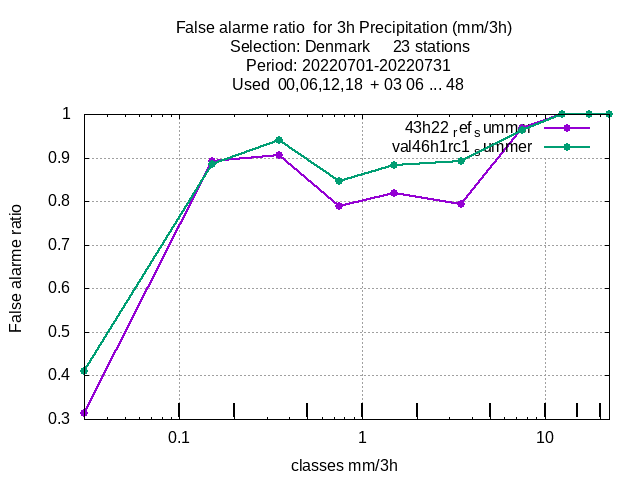 False alarme ratio  for 3h Precipitation (mm/3h)
Selection: Denmark     23 stations
Period: 20220701-20220731
Used  00,06,12,18  + 03 06 ... 48
43h22_ref_summer
val46h1rc1_summer
1
0.9
0.8
0.7
0.6
0.5
0.4
0.3
False alarme ratio
0.1
1
10
classes mm/3h